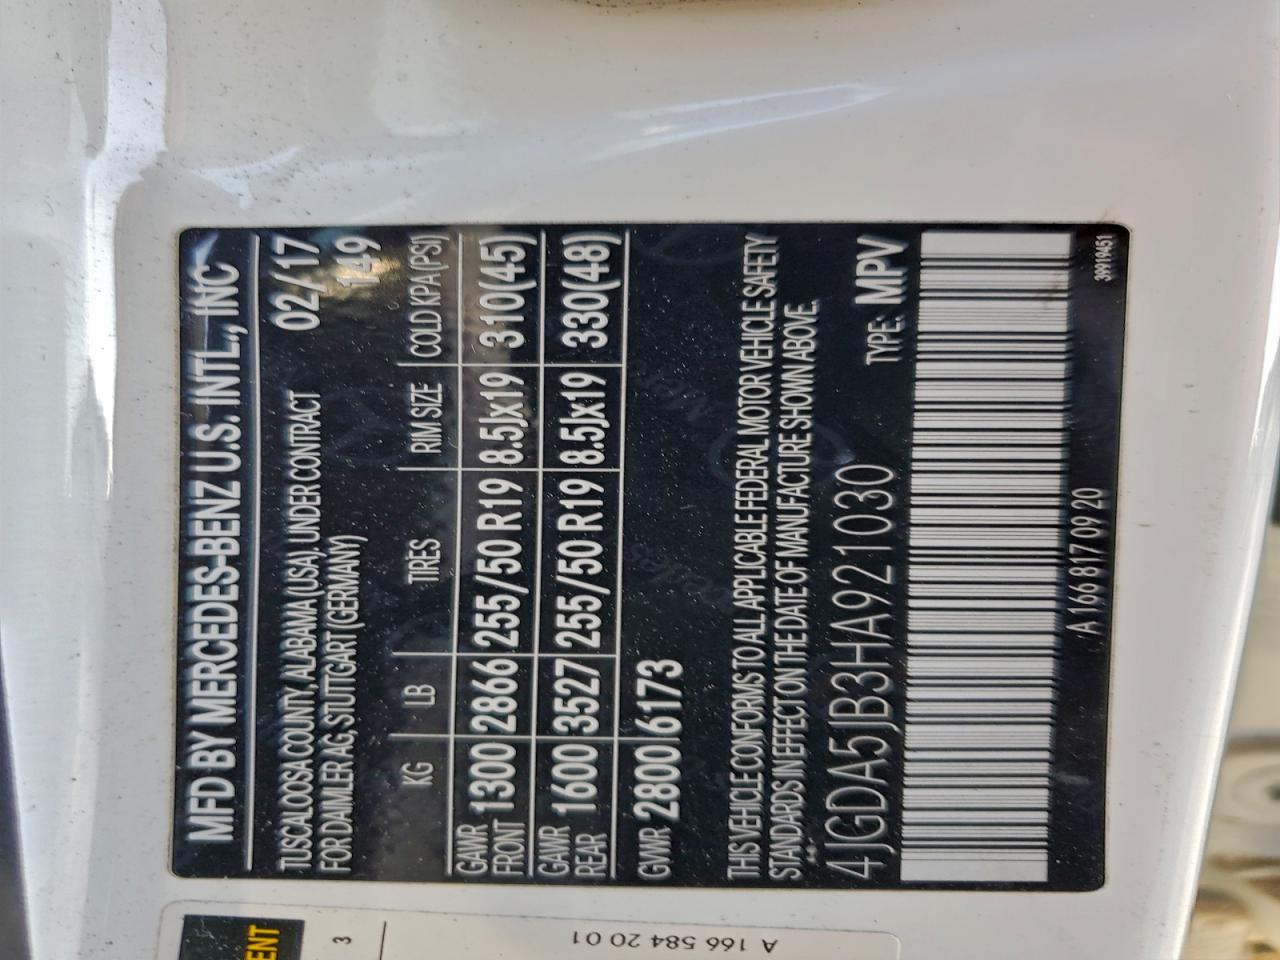 MFD BY MERCEDES-BENZ U.S. INTL., INC
TUSCALOOSA COUNTY, ALABAMA (USA). UNDER CONTRACT 02/17
FOR DAIMLER AG, STUTTGART (GERMANY) 149
KG LB TIRES RIM SIZE COLD KPA (PSI)
GAWR FRONT 1300 2866 255/50 R19 8.5Jx19 310(45)
GAWR REAR 1600 3527 255/50 R19 8.5Jx19 330(48)
GVWR 2800 6173
THIS VEHICLE CONFORMS TO ALL APPLICABLE FEDERAL MOTOR VEHICLE SAFETY
STANDARDS IN EFFECT ON THE DATE OF MANUFACTURE SHOWN ABOVE.
**
4JGDA5JB3HA921030 TYPE: MPV
A 166 817 09 20
39919451
ENT
3
A 166 584 20 01